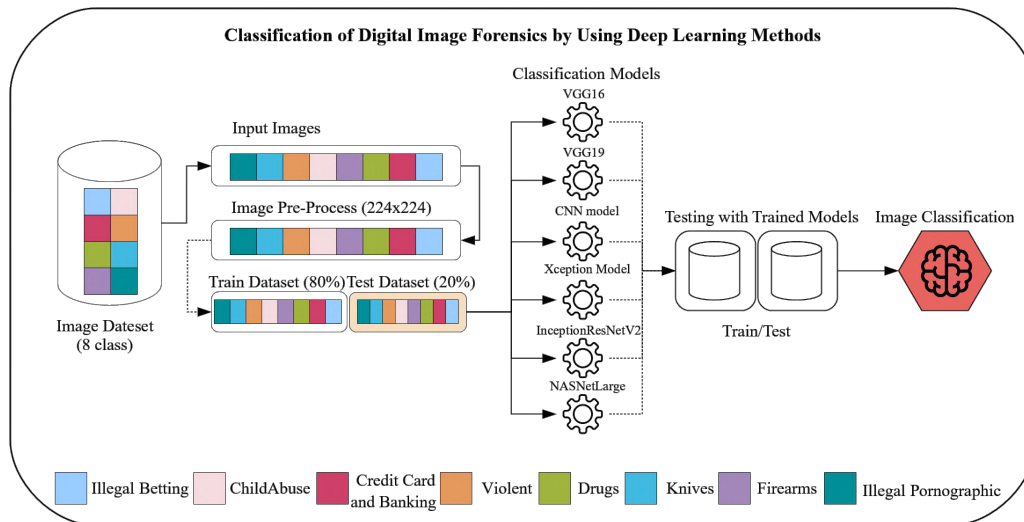 Classification of Digital Image Forensics by Using Deep Learning Methods
Classification Models
VGG16
Input Images
VGG19
Image Pre-Process (224x224)
CNN model
Testing with Trained Models
Image Classification
Xception Model
Train Dataset (80%)
Test Dataset (20%)
Image Dateset
(8 class)
InceptionResNetV2
Train/Test
NASNetLarge
Illegal Betting
ChildAbuse
Credit Card
and Banking
Violent
Drugs
Knives
Firearms
Illegal Pornographic